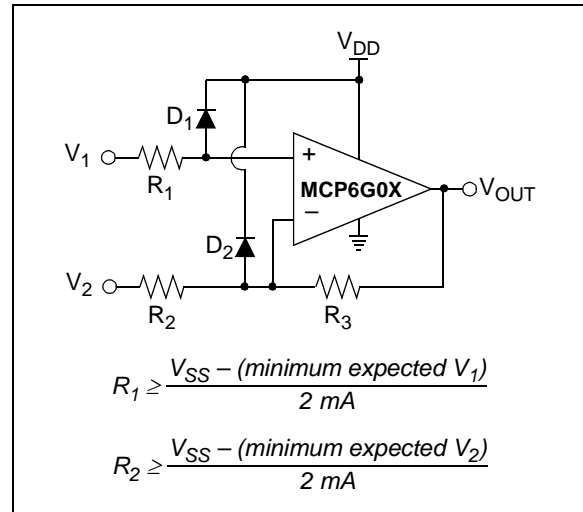 V_DD
D_1
V_1
R_1
+
MCP6G0X
–
V_OUT
D_2
V_2
R_2
R_3
R_1 ≥ V_SS – (minimum expected V_1)
2 mA
R_2 ≥ V_SS – (minimum expected V_2)
2 mA